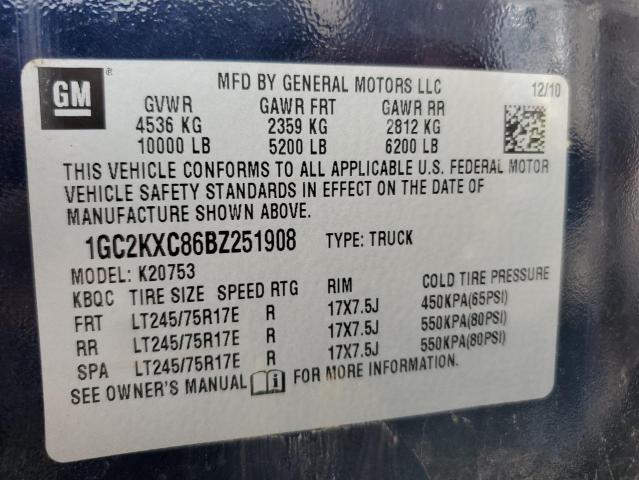 GM®
MFD BY GENERAL MOTORS LLC 12/10
GVWR GAWR FRT GAWR RR
4536 KG 2359 KG 2812 KG
10000 LB 5200 LB 6200 LB
THIS VEHICLE CONFORMS TO ALL APPLICABLE U.S. FEDERAL MOTOR
VEHICLE SAFETY STANDARDS IN EFFECT ON THE DATE OF
MANUFACTURE SHOWN ABOVE.
1GC2KXC86BZ251908 TYPE: TRUCK
MODEL: K20753
KBQC TIRE SIZE SPEED RTG RIM COLD TIRE PRESSURE
FRT LT245/75R17E R 17X7.5J 450KPA(65PSI)
RR LT245/75R17E R 17X7.5J 550KPA(80PSI)
SPA LT245/75R17E R 17X7.5J 550KPA(80PSI)
SEE OWNER'S MANUAL i FOR MORE INFORMATION.